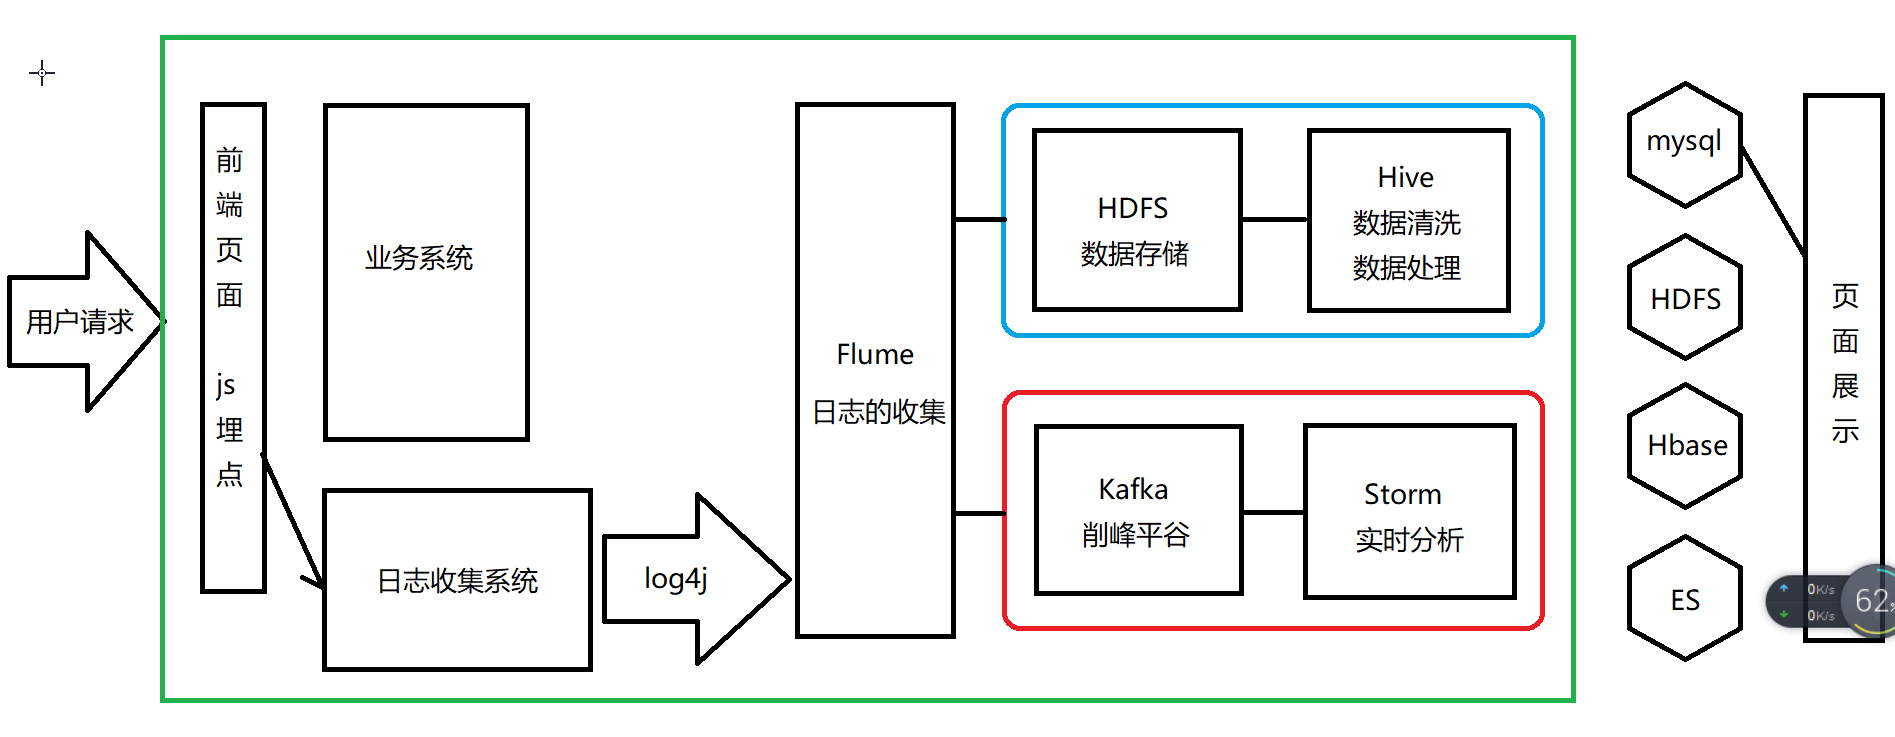 用户请求
前
端
页
面
js
埋
点
业务系统
日志收集系统
log4j
Flume
日志的收集
HDFS
数据存储
Hive
数据清洗
数据处理
Kafka
削峰平谷
Storm
实时分析
mysql
HDFS
Hbase
ES
页
面
展
示
0K/s
0K/s
62%